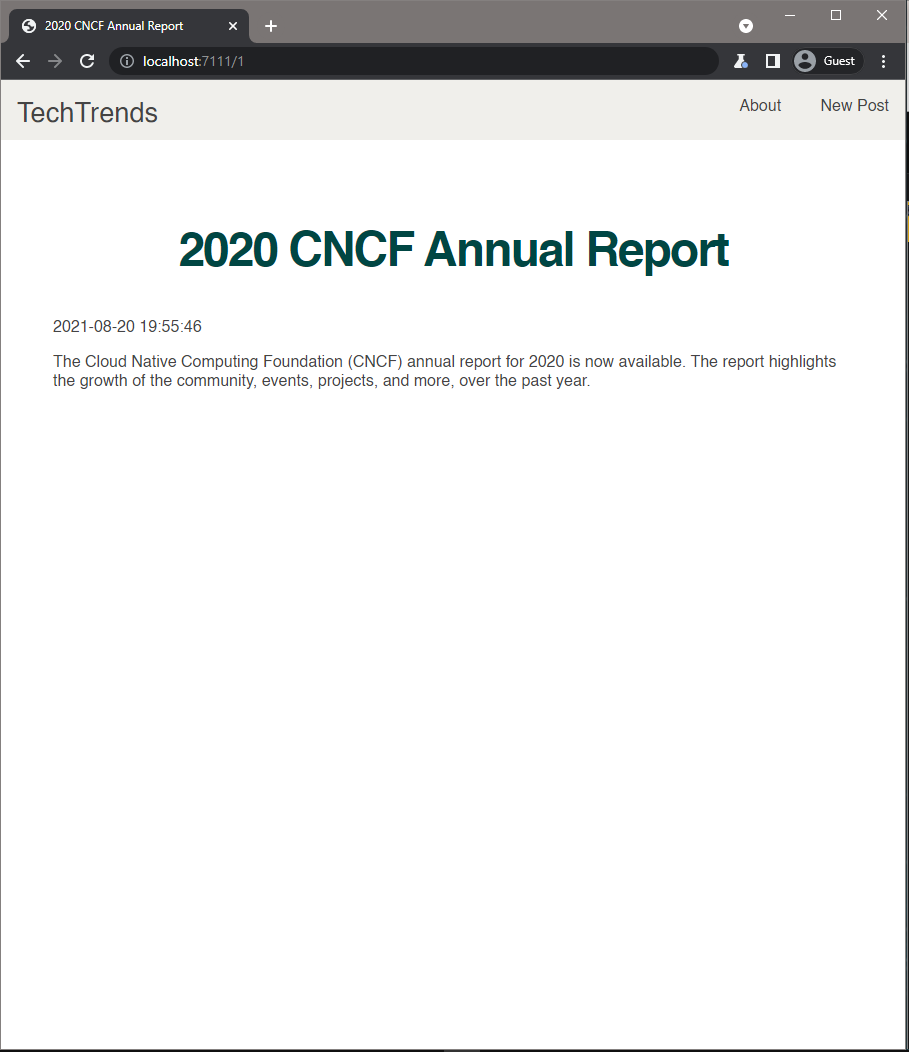 2020 CNCF Annual Report
localhost:7111/1
Guest
TechTrends
About
New Post
2020 CNCF Annual Report
2021-08-20 19:55:46
The Cloud Native Computing Foundation (CNCF) annual report for 2020 is now available. The report highlights
the growth of the community, events, projects, and more, over the past year.